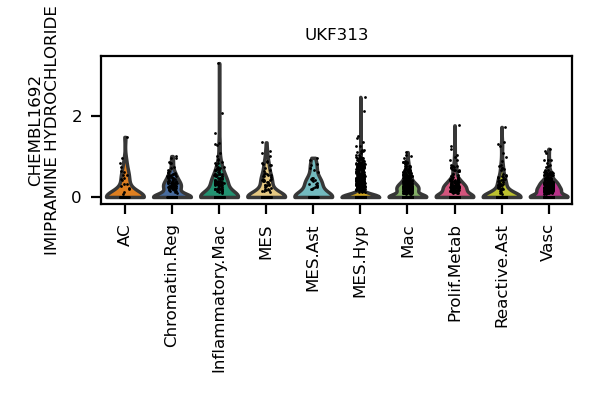 UKF313
CHEMBL1692
IMIPRAMINE HYDROCHLORIDE
2
0
AC
Chromatin.Reg
Inflammatory.Mac
MES
MES.Ast
MES.Hyp
Mac
Prolif.Metab
Reactive.Ast
Vasc